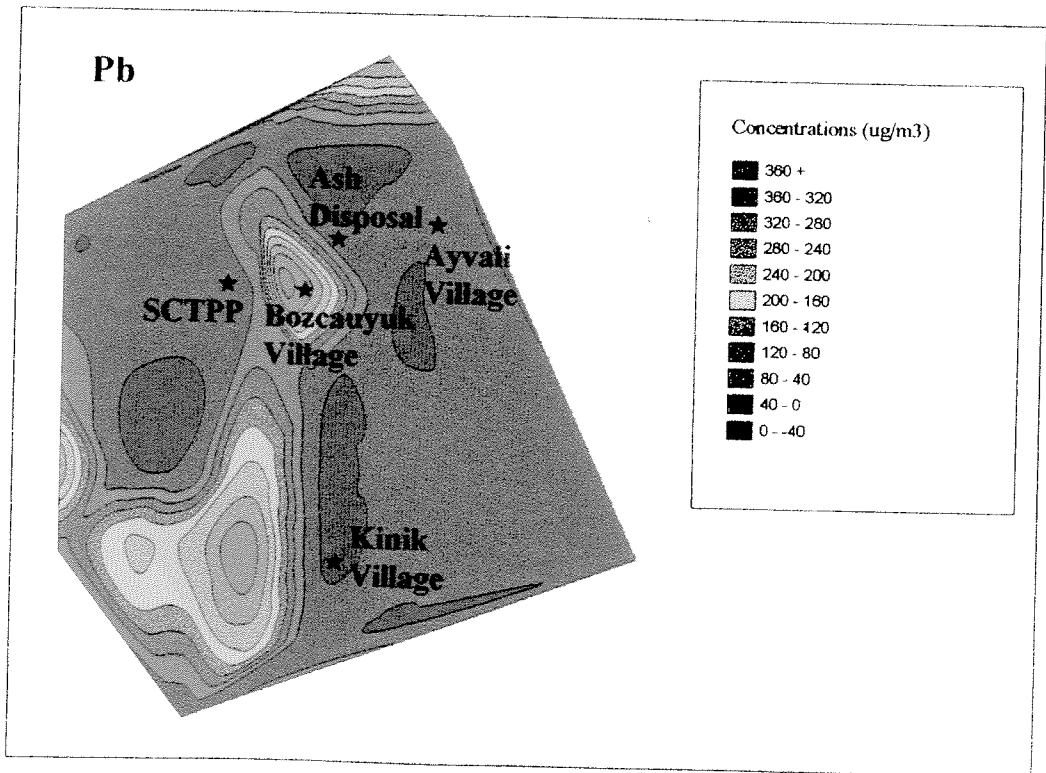 Pb
Ash
Disposal
Ayvali
Village
SCTPP
Bozcauyuk
Village
Kinik
Village
Concentrations (ug/m3)
360 +
360 - 320
320 - 280
280 - 240
240 - 200
200 - 160
160 - 120
120 - 80
80 - 40
40 - 0
0 - -40